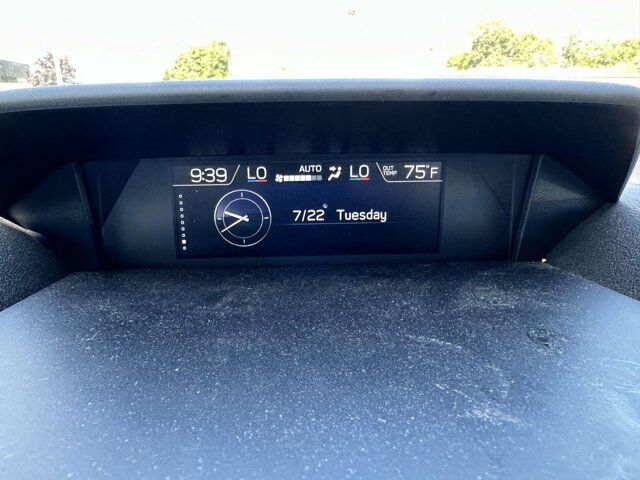 9:39 LO AUTO LO OUT TEMP 75°F
7/22 Tuesday